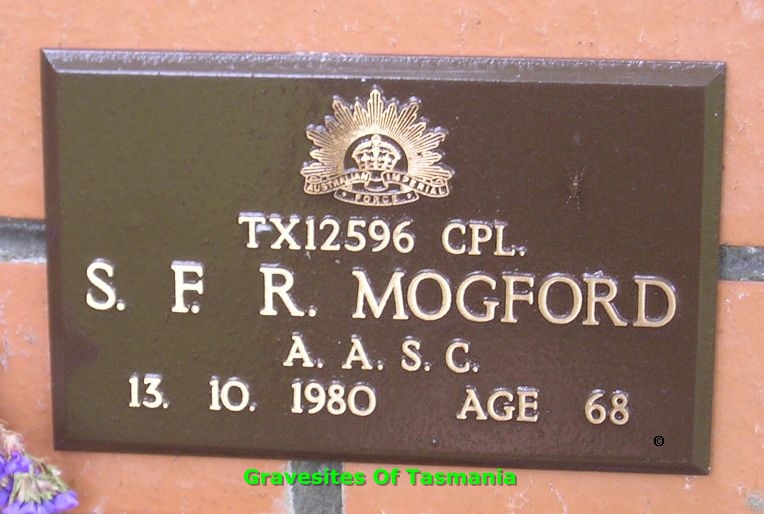 AUSTRALIAN IMPERIAL
FORCE
TX12596 CPL.
S. F. R. MOGFORD
A. A. S. C.
13. 10. 1980 AGE 68
©
Gravesites Of Tasmania